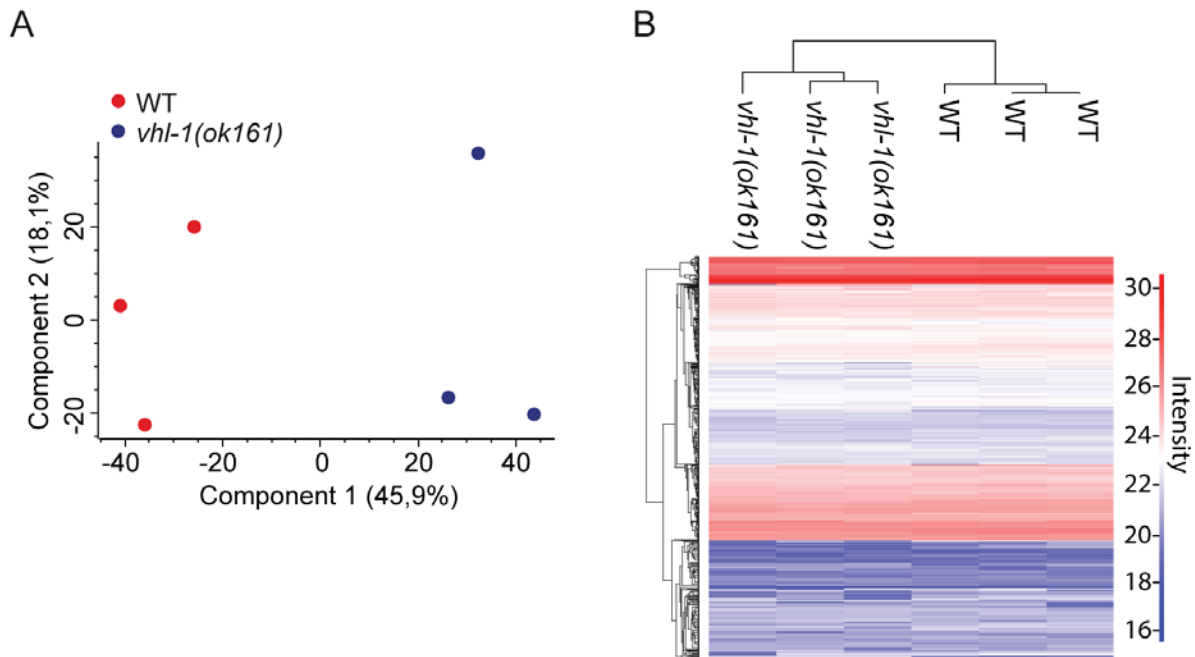 A
WT
vhl-1(ok161)
20
0
-20
Component 2 (18,1%)
-40
-20
0
20
40
Component 1 (45,9%)
B
vhl-1(ok161)
vhl-1(ok161)
vhl-1(ok161)
WT
WT
WT
30
28
26
24
22
20
18
16
Intensity